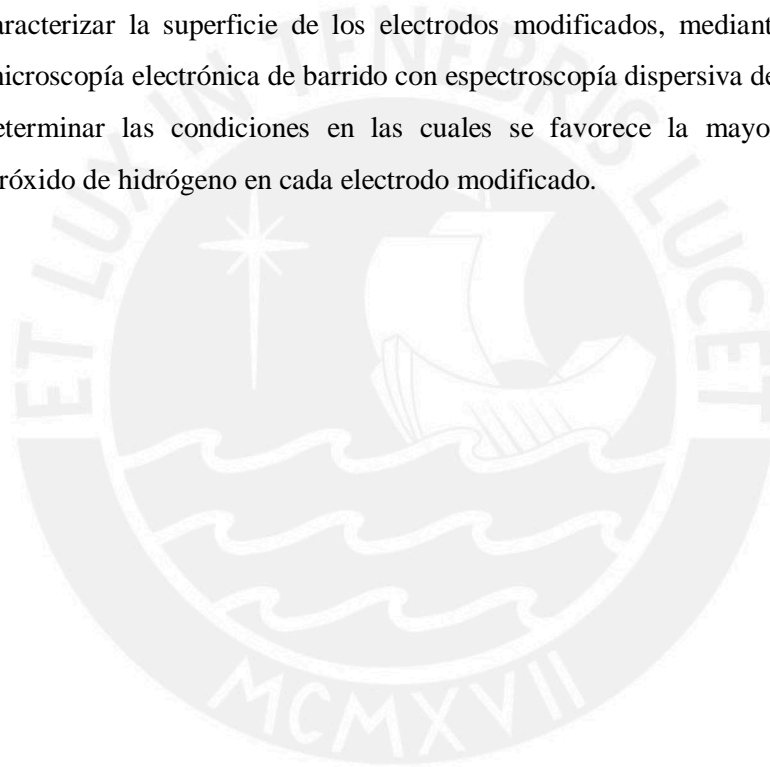 aracterizar la superficie de los electrodos modificados, mediant
nicroscopía electrónica de barrido con espectroscopía dispersiva de
eterminar las condiciones en las cuales se favorece la mayo
róxido de hidrógeno en cada electrodo modificado.
ET LUX IN TENEBRIS LUCET
MCMXVII